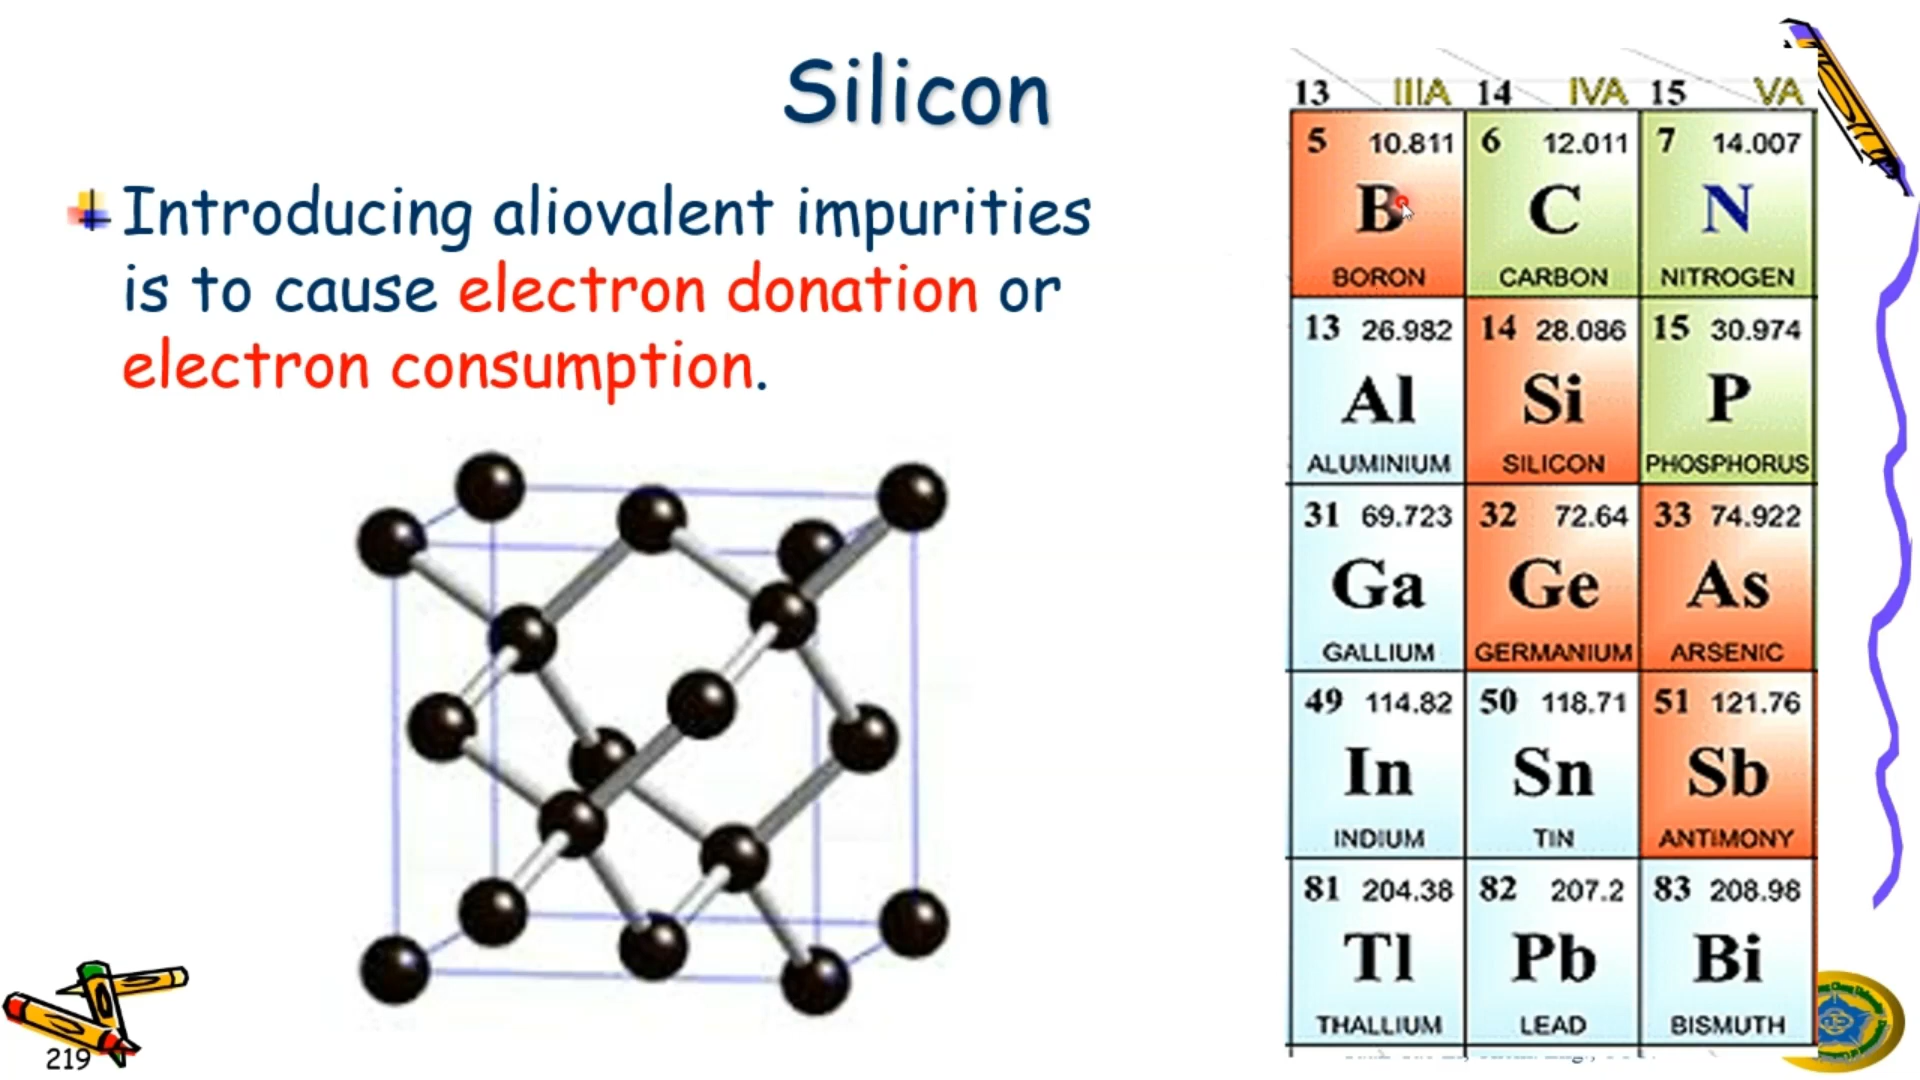 Silicon
Introducing aliovalent impurities
is to cause electron donation or
electron consumption.
13 IIIA 14 IVA 15 VA
5 10.811 6 12.011 7 14.007
B C N
BORON CARBON NITROGEN
13 26.982 14 28.086 15 30.974
Al Si P
ALUMINIUM SILICON PHOSPHORUS
31 69.723 32 72.64 33 74.922
Ga Ge As
GALLIUM GERMANIUM ARSENIC
49 114.82 50 118.71 51 121.76
In Sn Sb
INDIUM TIN ANTIMONY
81 204.38 82 207.2 83 208.98
Tl Pb Bi
THALLIUM LEAD BISMUTH
219